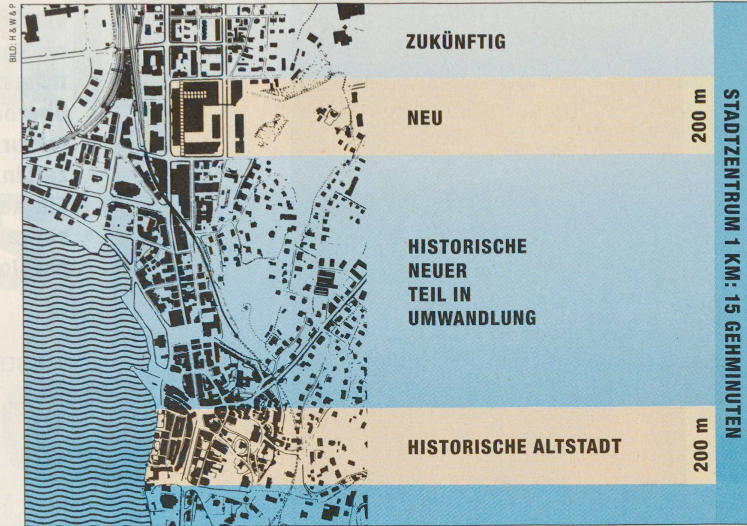 BILD: H & W & P
ZUKÜNFTIG
NEU
200 m
HISTORISCHE
NEUER
TEIL IN
UMWANDLUNG
HISTORISCHE ALTSTADT
200 m
STADTZENTRUM 1 KM: 15 GEHMINUTEN